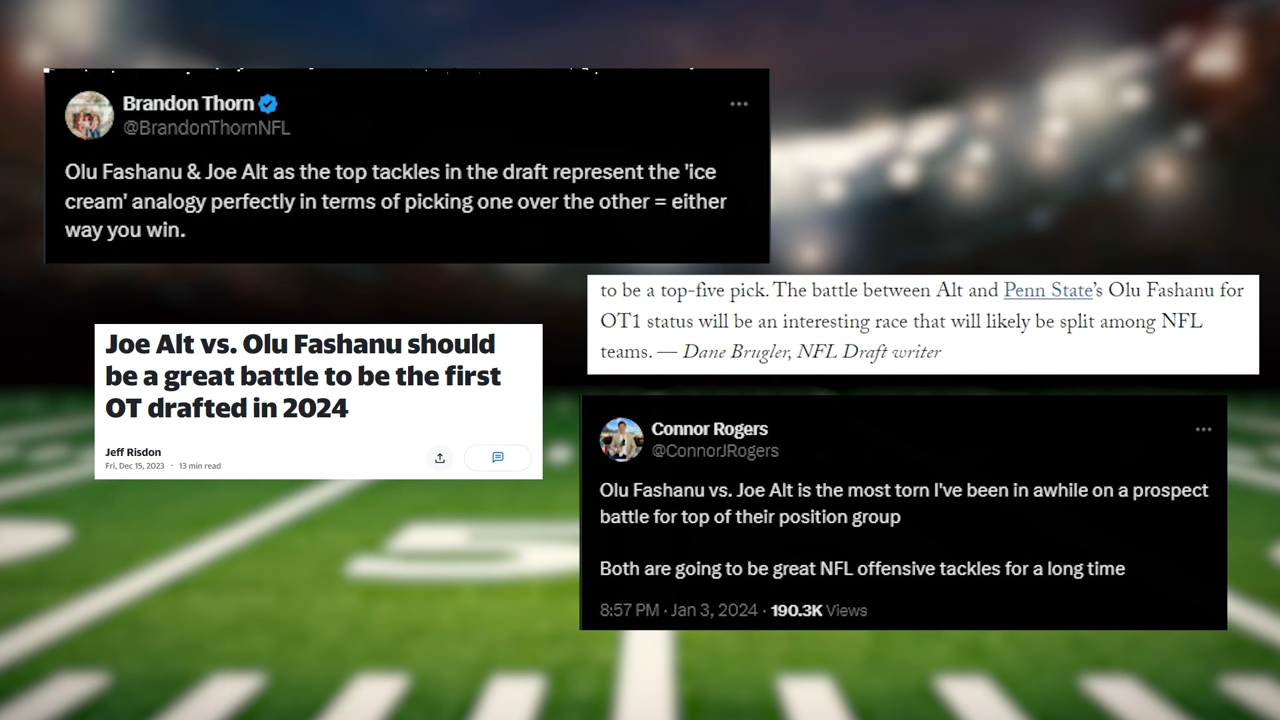 Brandon Thorn
@BrandonThornNFL
Olu Fashanu & Joe Alt as the top tackles in the draft represent the 'ice
cream' analogy perfectly in terms of picking one over the other = either
way you win.
to be a top-five pick. The battle between Alt and Penn State's Olu Fashanu for
OT1 status will be an interesting race that will likely be split among NFL
teams. — Dane Brugler, NFL Draft writer
Joe Alt vs. Olu Fashanu should
be a great battle to be the first
OT drafted in 2024
Jeff Risdon
Fri, Dec 15, 2023 · 13 min read
Connor Rogers
@ConnorJRogers
Olu Fashanu vs. Joe Alt is the most torn I've been in awhile on a prospect
battle for top of their position group
Both are going to be great NFL offensive tackles for a long time
8:57 PM · Jan 3, 2024 · 190.3K Views
5